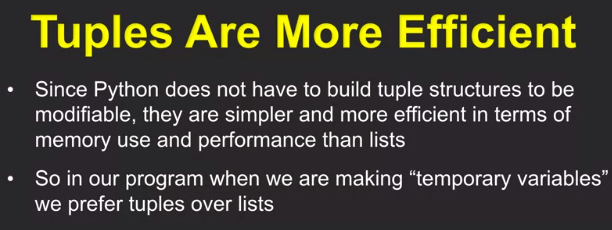 Tuples Are More Efficient
• Since Python does not have to build tuple structures to be
modifiable, they are simpler and more efficient in terms of
memory use and performance than lists
• So in our program when we are making “temporary variables”
we prefer tuples over lists